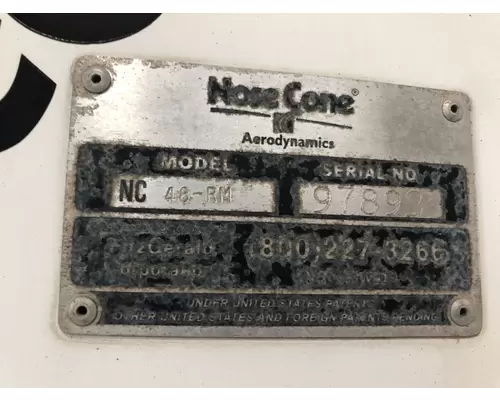 Nose Cone®
Aerodynamics
MODEL SERIAL NO
NC 46-RM 9789
FitzGerald (800) 227-3266
UNDER UNITED STATES PATENT
OTHER UNITED STATES AND FOREIGN PATENTS PENDING